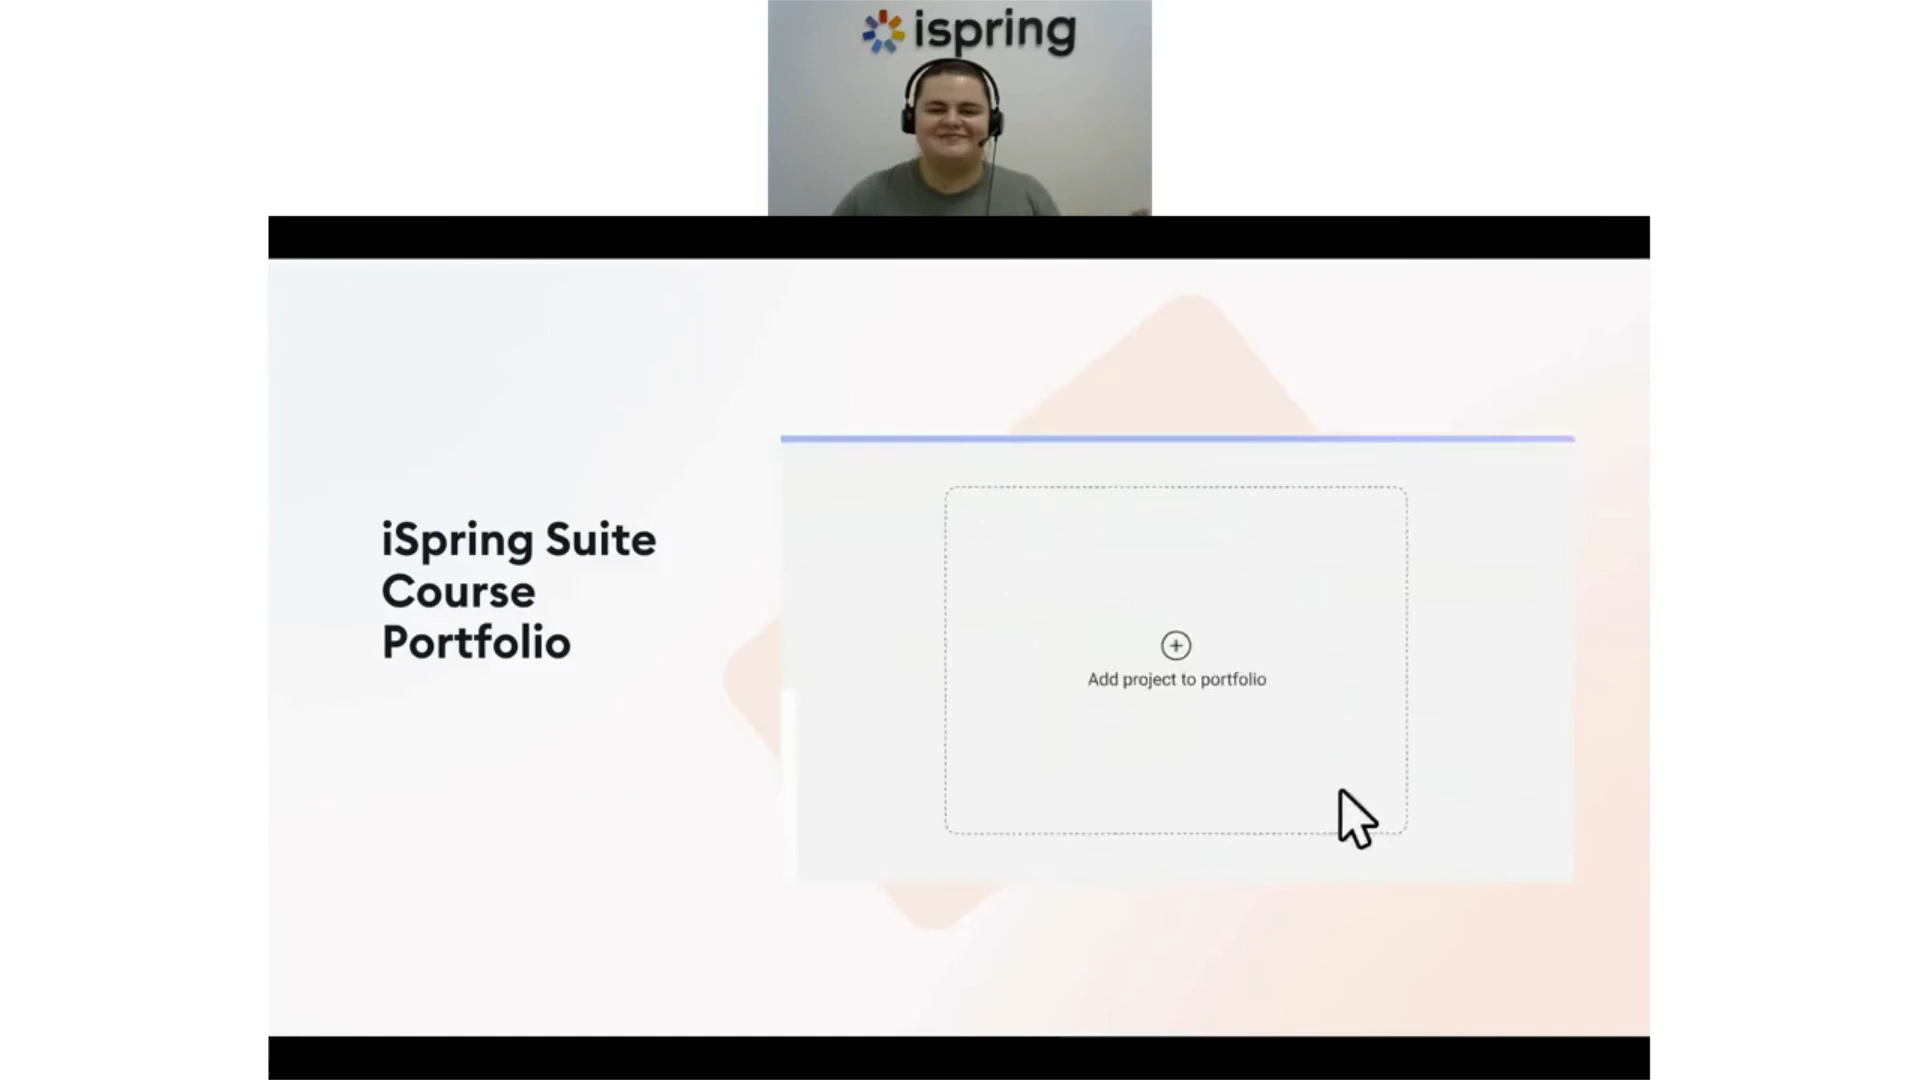 ispring
iSpring Suite
Course
Portfolio
Add project to portfolio